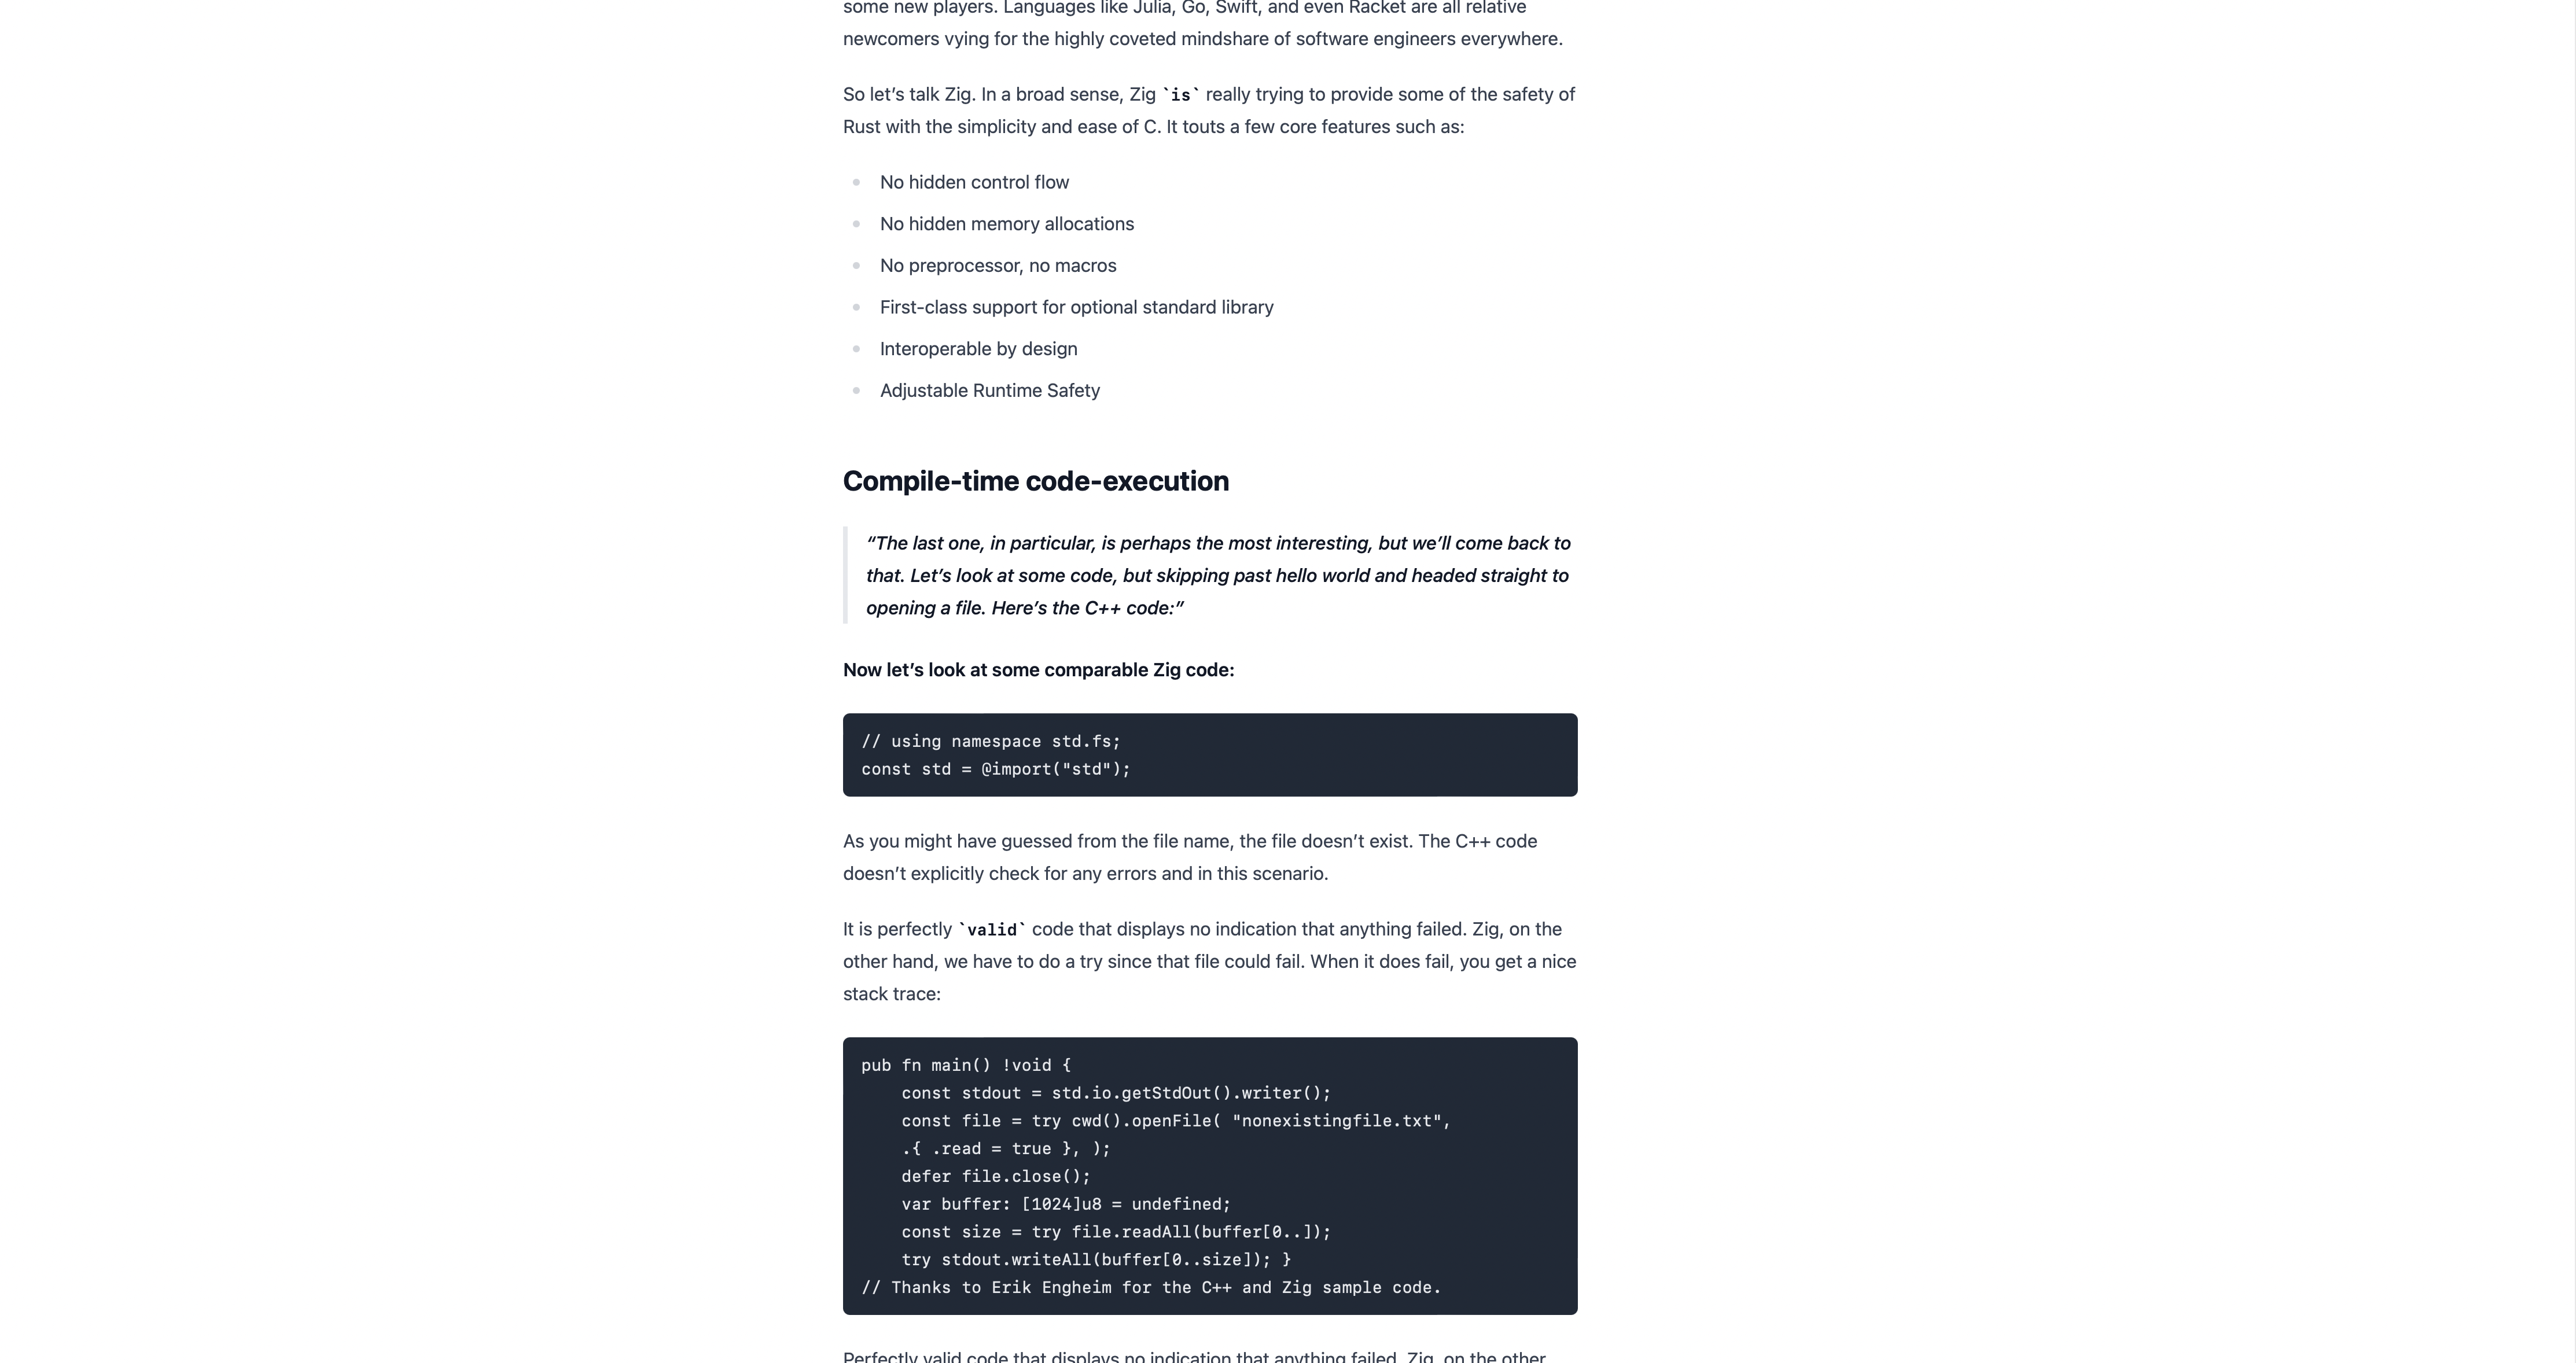 some new players. Languages like Julia, Go, Swift, and even Racket are all relative
newcomers vying for the highly coveted mindshare of software engineers everywhere.
So let’s talk Zig. In a broad sense, Zig `is` really trying to provide some of the safety of
Rust with the simplicity and ease of C. It touts a few core features such as:
No hidden control flow
No hidden memory allocations
No preprocessor, no macros
First-class support for optional standard library
Interoperable by design
Adjustable Runtime Safety
Compile-time code-execution
“The last one, in particular, is perhaps the most interesting, but we’ll come back to
that. Let’s look at some code, but skipping past hello world and headed straight to
opening a file. Here’s the C++ code:”
Now let’s look at some comparable Zig code:
// using namespace std.fs;
const std = @import("std");
As you might have guessed from the file name, the file doesn’t exist. The C++ code
doesn’t explicitly check for any errors and in this scenario.
It is perfectly `valid` code that displays no indication that anything failed. Zig, on the
other hand, we have to do a try since that file could fail. When it does fail, you get a nice
stack trace:
pub fn main() !void {
    const stdout = std.io.getStdOut().writer();
    const file = try cwd().openFile( "nonexistingfile.txt",
    .{ .read = true }, );
    defer file.close();
    var buffer: [1024]u8 = undefined;
    const size = try file.readAll(buffer[0..]);
    try stdout.writeAll(buffer[0..size]); }
// Thanks to Erik Engheim for the C++ and Zig sample code.
Perfectly valid code that displays no indication that anything failed. Zig, on the other